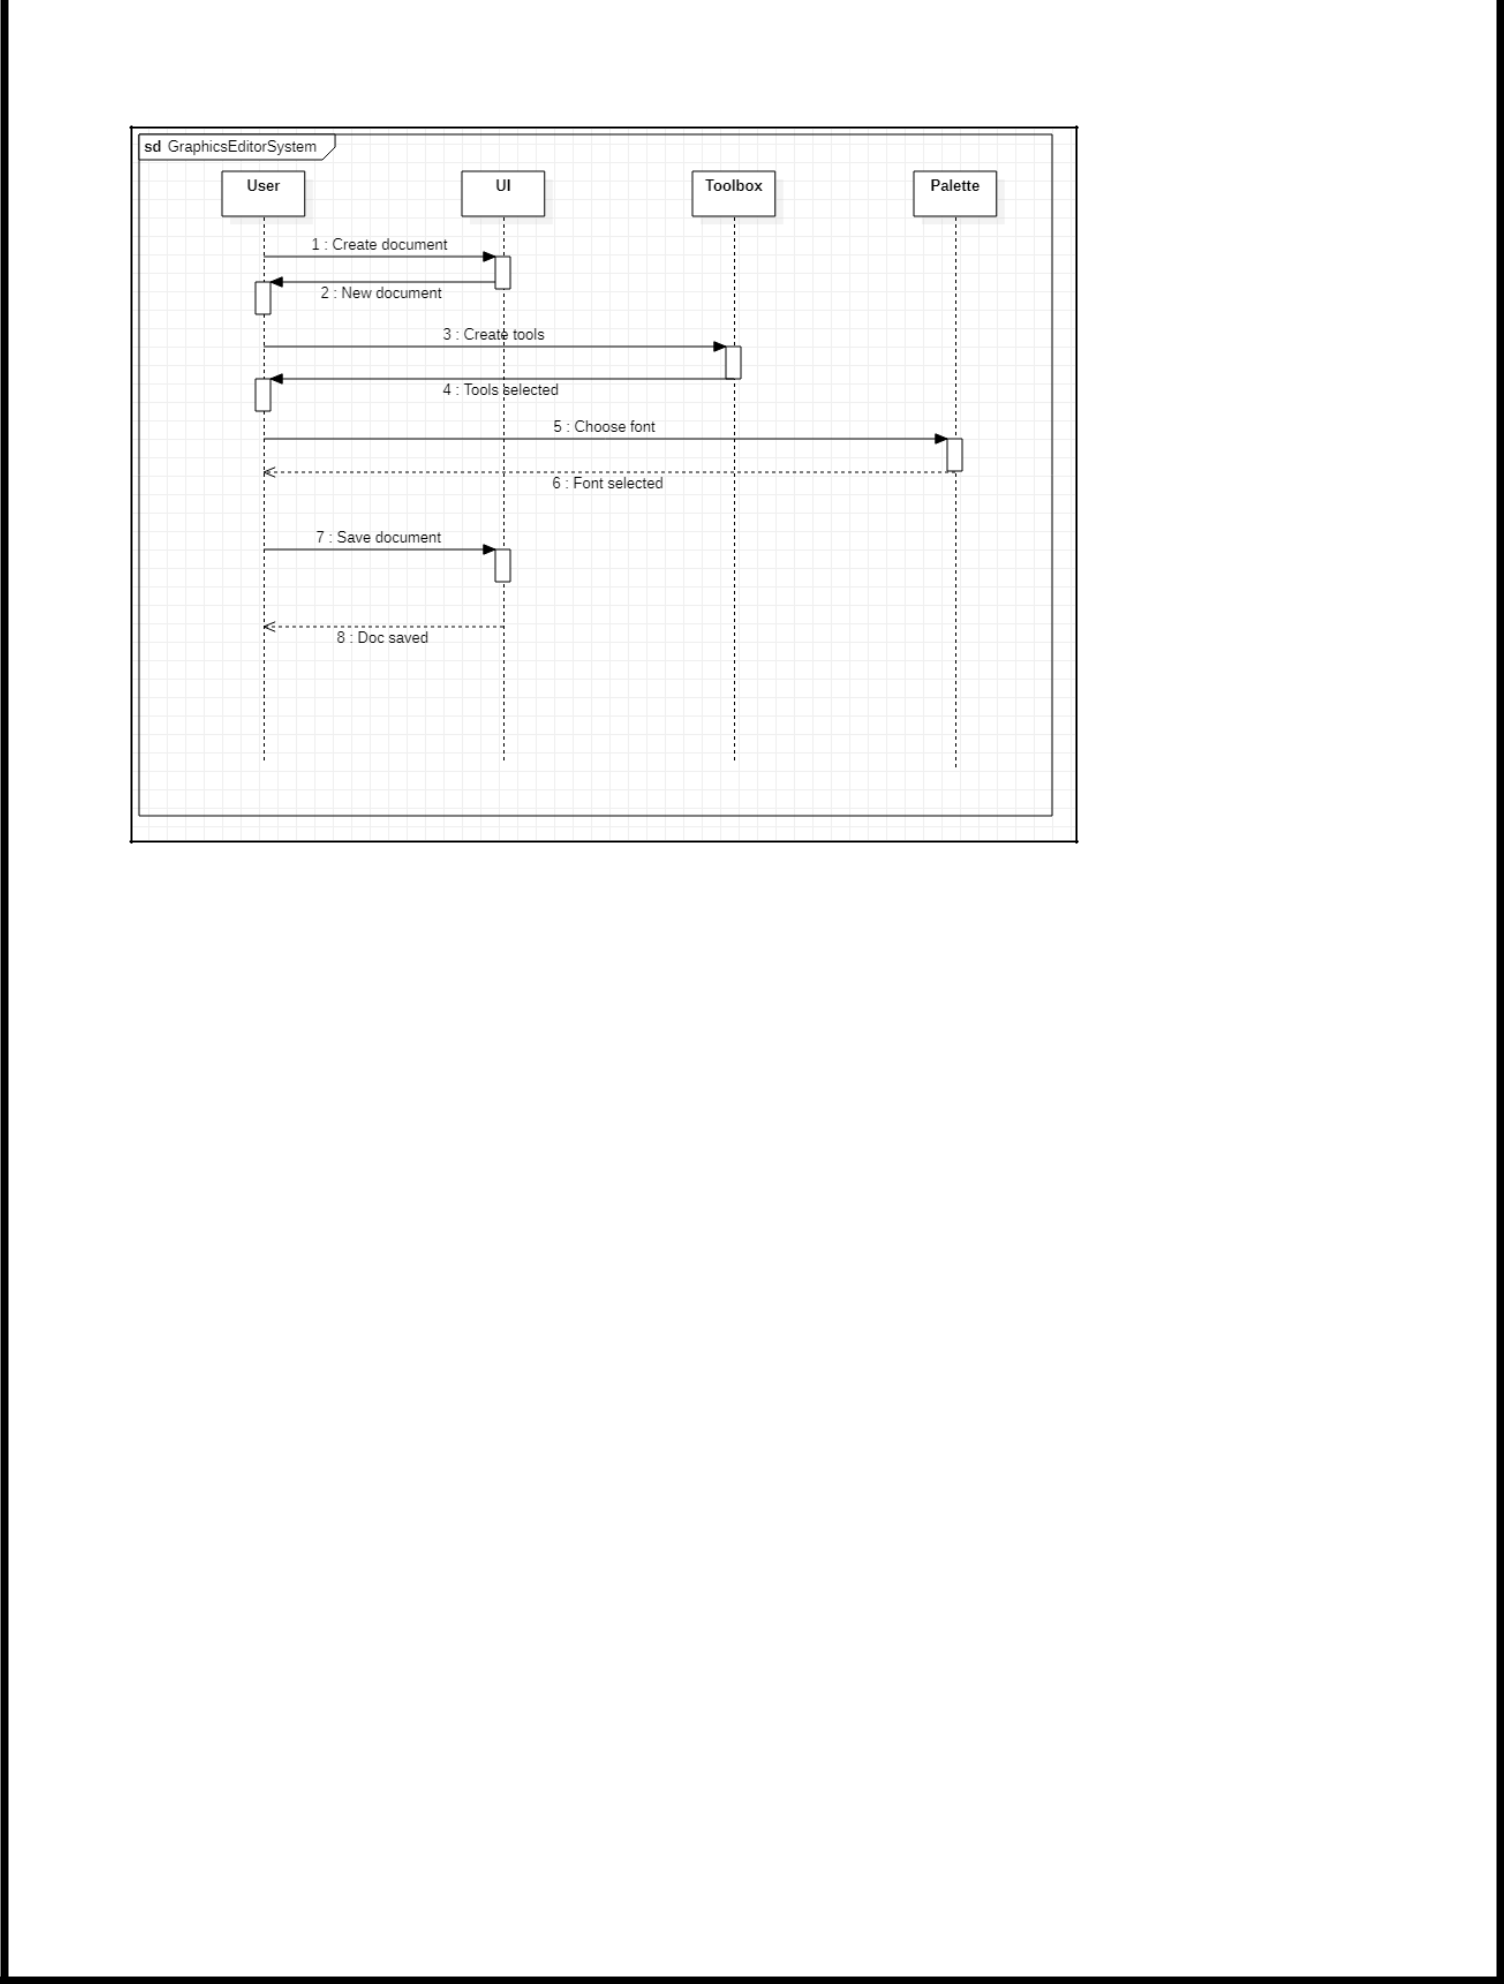 sd GraphicsEditorSystem
User UI Toolbox Palette
1 : Create document
2 : New document
3 : Create tools
4 : Tools selected
5 : Choose font
6 : Font selected
7 : Save document
8 : Doc saved